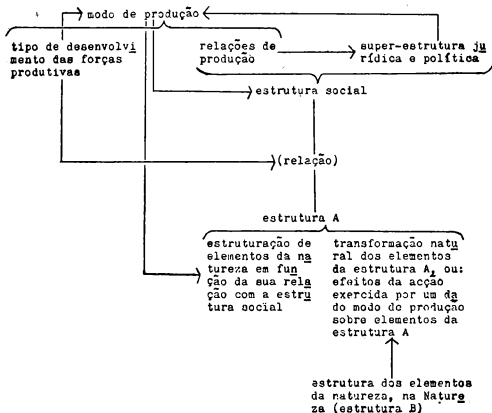 modo de produção
tipo de desenvolvi
mento das forças
produtivas
relações de
produção
super-estrutura ju
rídica e política
estrutura social
(relação)
estrutura A
estruturação de
elementos da na
tureza em fun
ção da sua rela
ção com a estru
tura social
transformação natu
ral dos elementos
da estrutura A, ou:
efeitos da acção
exercida por um da
do modo de produção
sobre elementos da
estrutura A
estrutura dos elementos
da natureza, na Nature
za (estrutura B)